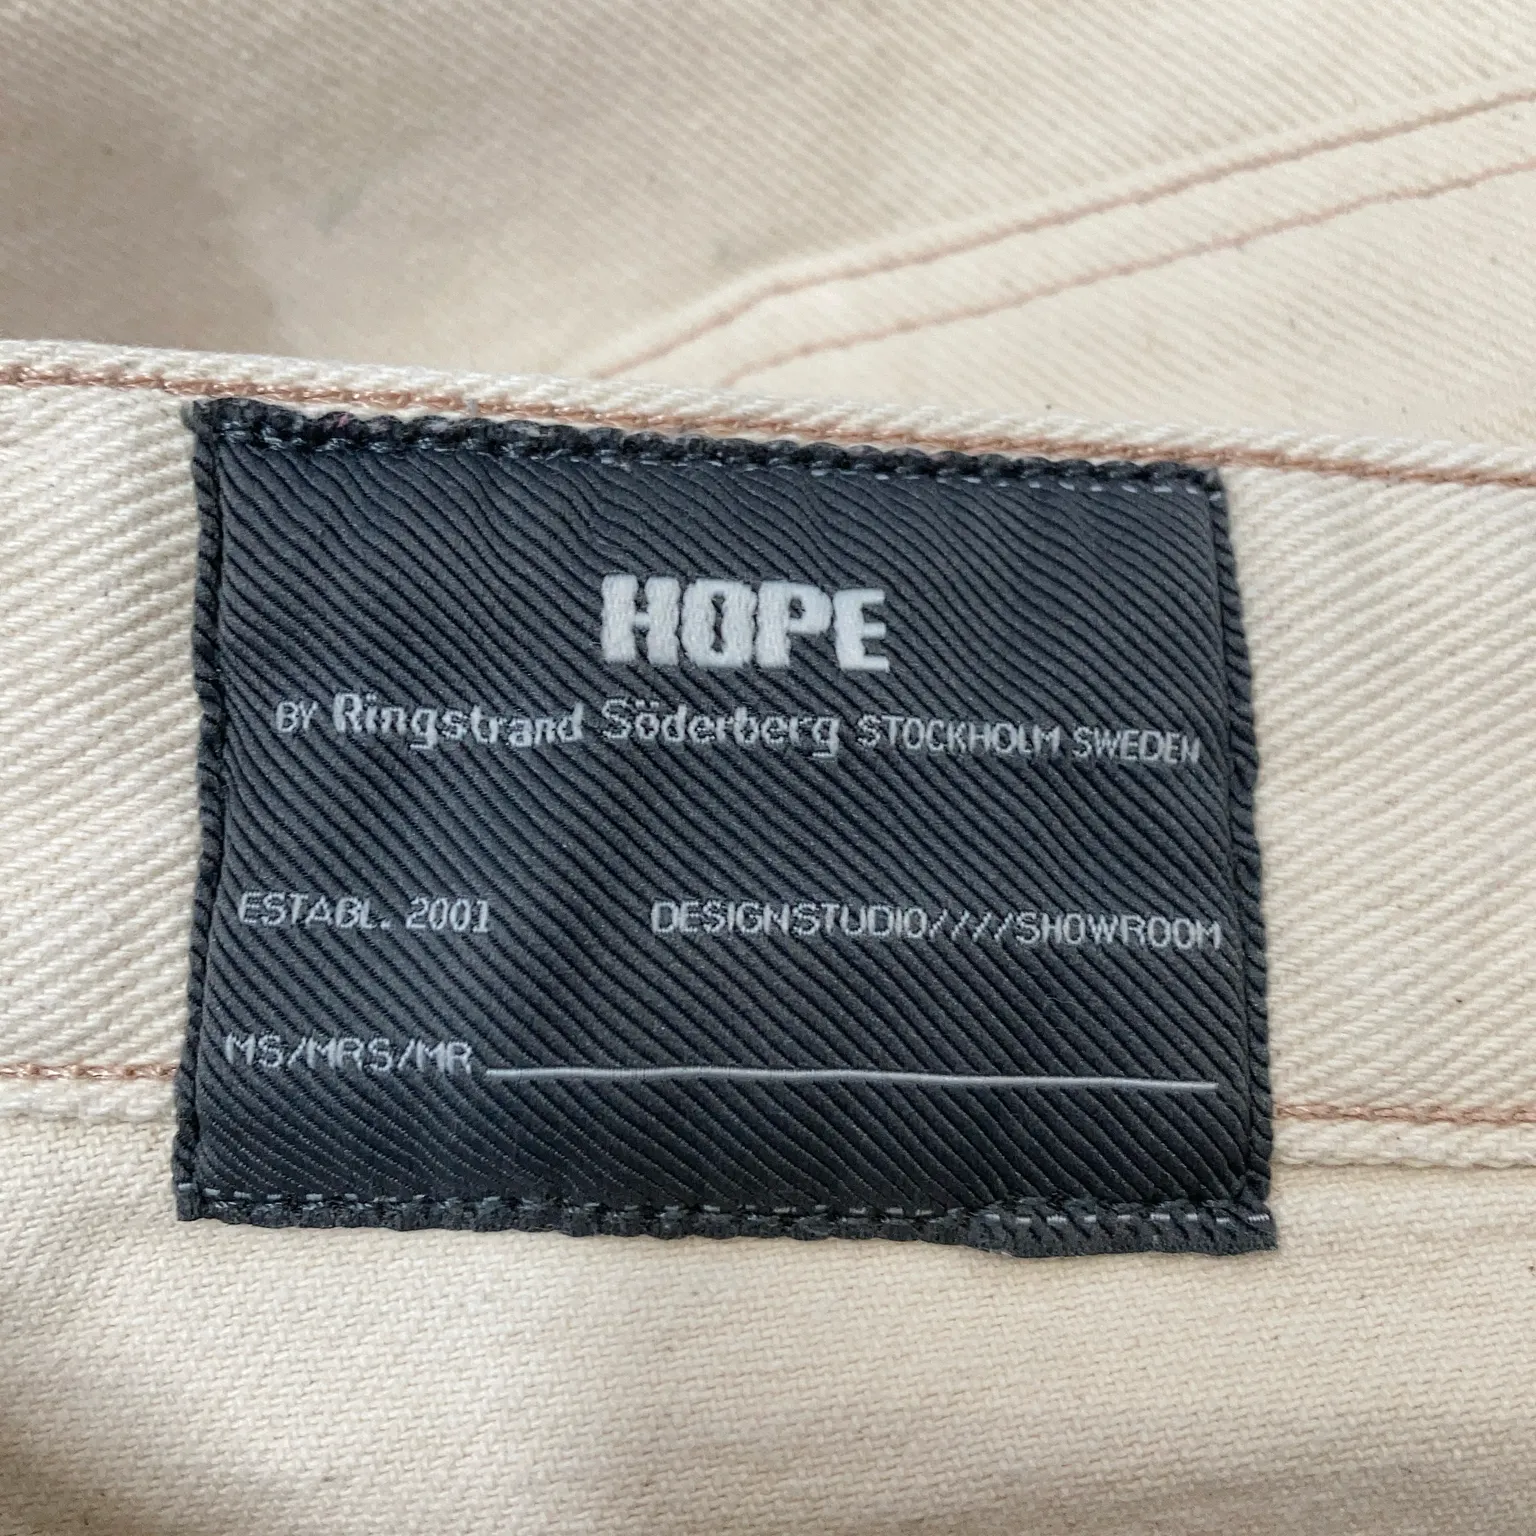 HOPE
BY Ringstrand Söderberg STOCKHOLM SWEDEN
ESTABL. 2001 DESIGNSTUDIO////SHOWROOM
MS/MRS/MR